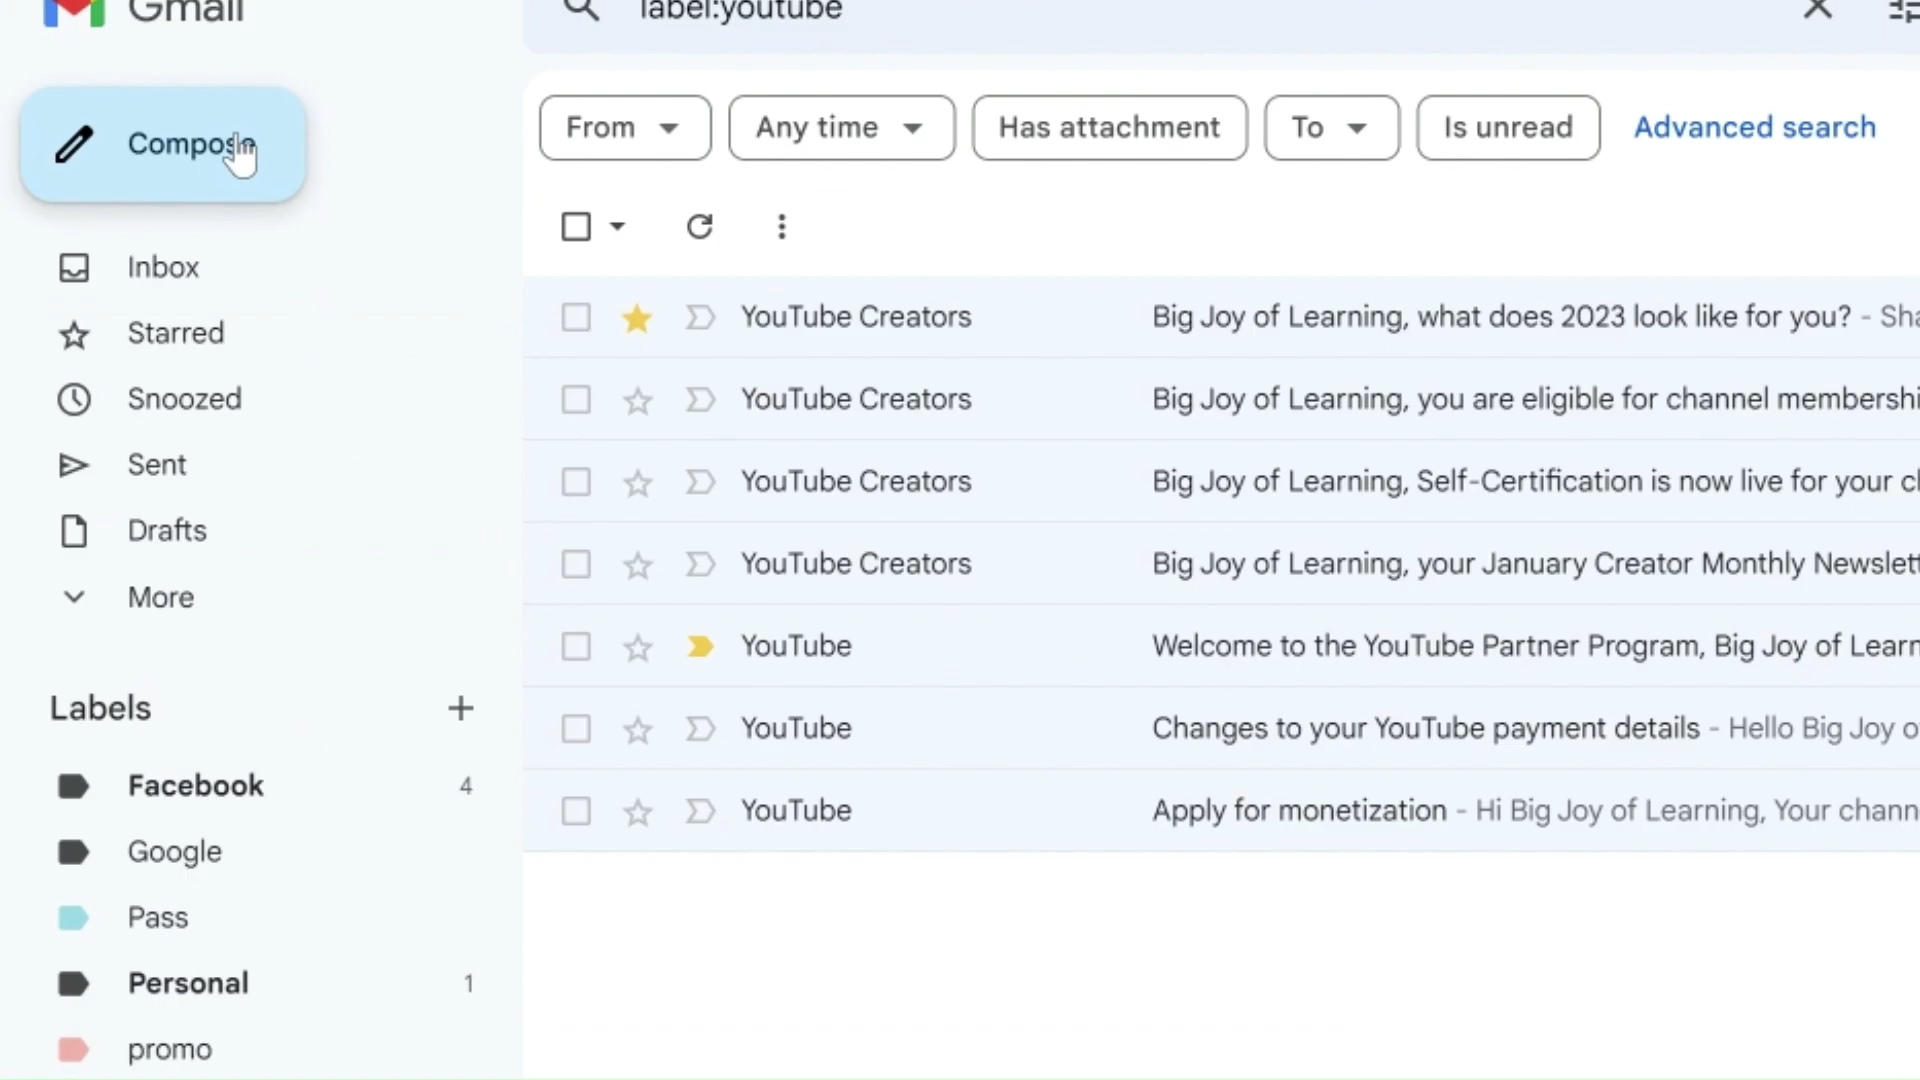 Gmail
label:youtube
Compose
From
Any time
Has attachment
To
Is unread
Advanced search
Inbox
Starred
Snoozed
Sent
Drafts
More
Labels
Facebook 4
Google
Pass
Personal 1
promo
YouTube Creators Big Joy of Learning, what does 2023 look like for you? - Sha
YouTube Creators Big Joy of Learning, you are eligible for channel membershi
YouTube Creators Big Joy of Learning, Self-Certification is now live for your c
YouTube Creators Big Joy of Learning, your January Creator Monthly Newslett
YouTube Welcome to the YouTube Partner Program, Big Joy of Learn
YouTube Changes to your YouTube payment details - Hello Big Joy o
YouTube Apply for monetization - Hi Big Joy of Learning, Your chann